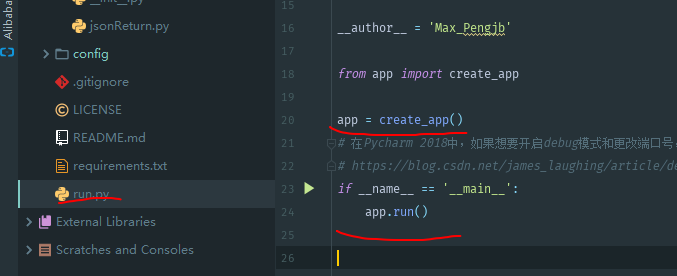 Alibaba
__init__.py
jsonReturn.py
config
.gitignore
LICENSE
README.md
requirements.txt
run.py
External Libraries
Scratches and Consoles
15
16 __author__ = 'Max_Pengjb'
17
18 from app import create_app
19
20 app = create_app()
21 # 在Pycharm 2018中，如果想要开启debug模式和更改端口号
22 # https://blog.csdn.net/james_laughing/article/de
23 if __name__ == '__main__':
24 app.run()
25
26